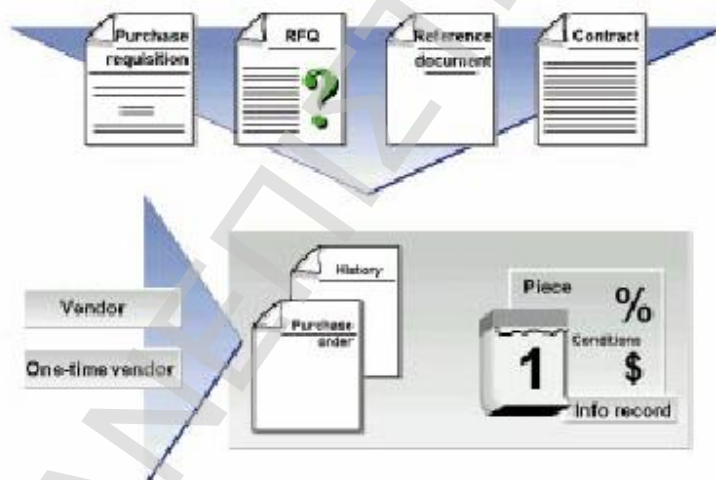 Purchase
requisition
RFQ
?
Reference
document
Contract
Vendor
One-time vendor
History
Purchase
order
Piece
%
Conditions
1
$
Info record